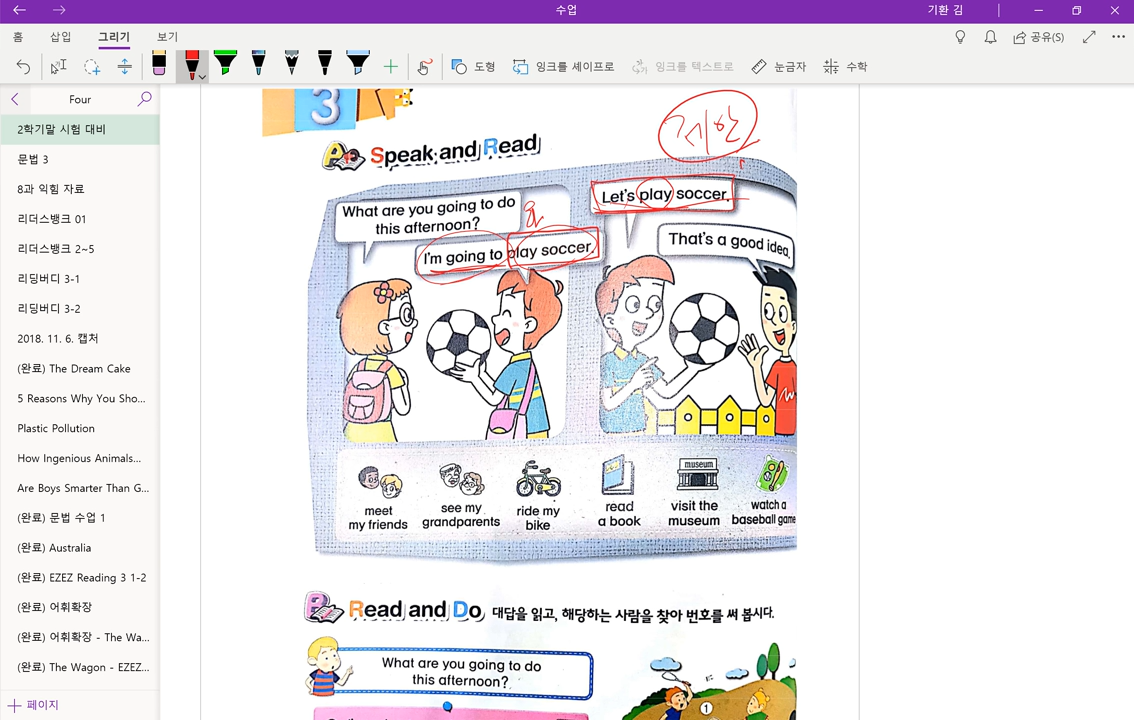 수업
기환 김
홈
삽입
그리기
보기
공유(S)
도형
잉크를 셰이프로
잉크를 텍스트로
눈금자
수학
Four
2학기말 시험 대비
문법 3
8과 익힘 자료
리더스뱅크 01
리더스뱅크 2~5
리딩버디 3-1
리딩버디 3-2
2018. 11. 6. 캡처
(완료) The Dream Cake
5 Reasons Why You Sho...
Plastic Pollution
How Ingenious Animals...
Are Boys Smarter Than G...
(완료) 문법 수업 1
(완료) Australia
(완료) EZEZ Reading 3 1-2
(완료) 어휘확장
(완료) 어휘확장 - The Wa...
(완료) The Wagon - EZEZ...
페이지
3
제안
A Speak and Read
What are you going to do
this afternoon?
I'm going to play soccer.
Let's play soccer.
That's a good idea.
meet
my friends
see my
grandparents
ride my
bike
read
a book
museum
visit the
museum
watch a
baseball game
B Read and Do
대답을 읽고, 해당하는 사람을 찾아 번호를 써 봅시다.
What are you going to do
this afternoon?
1